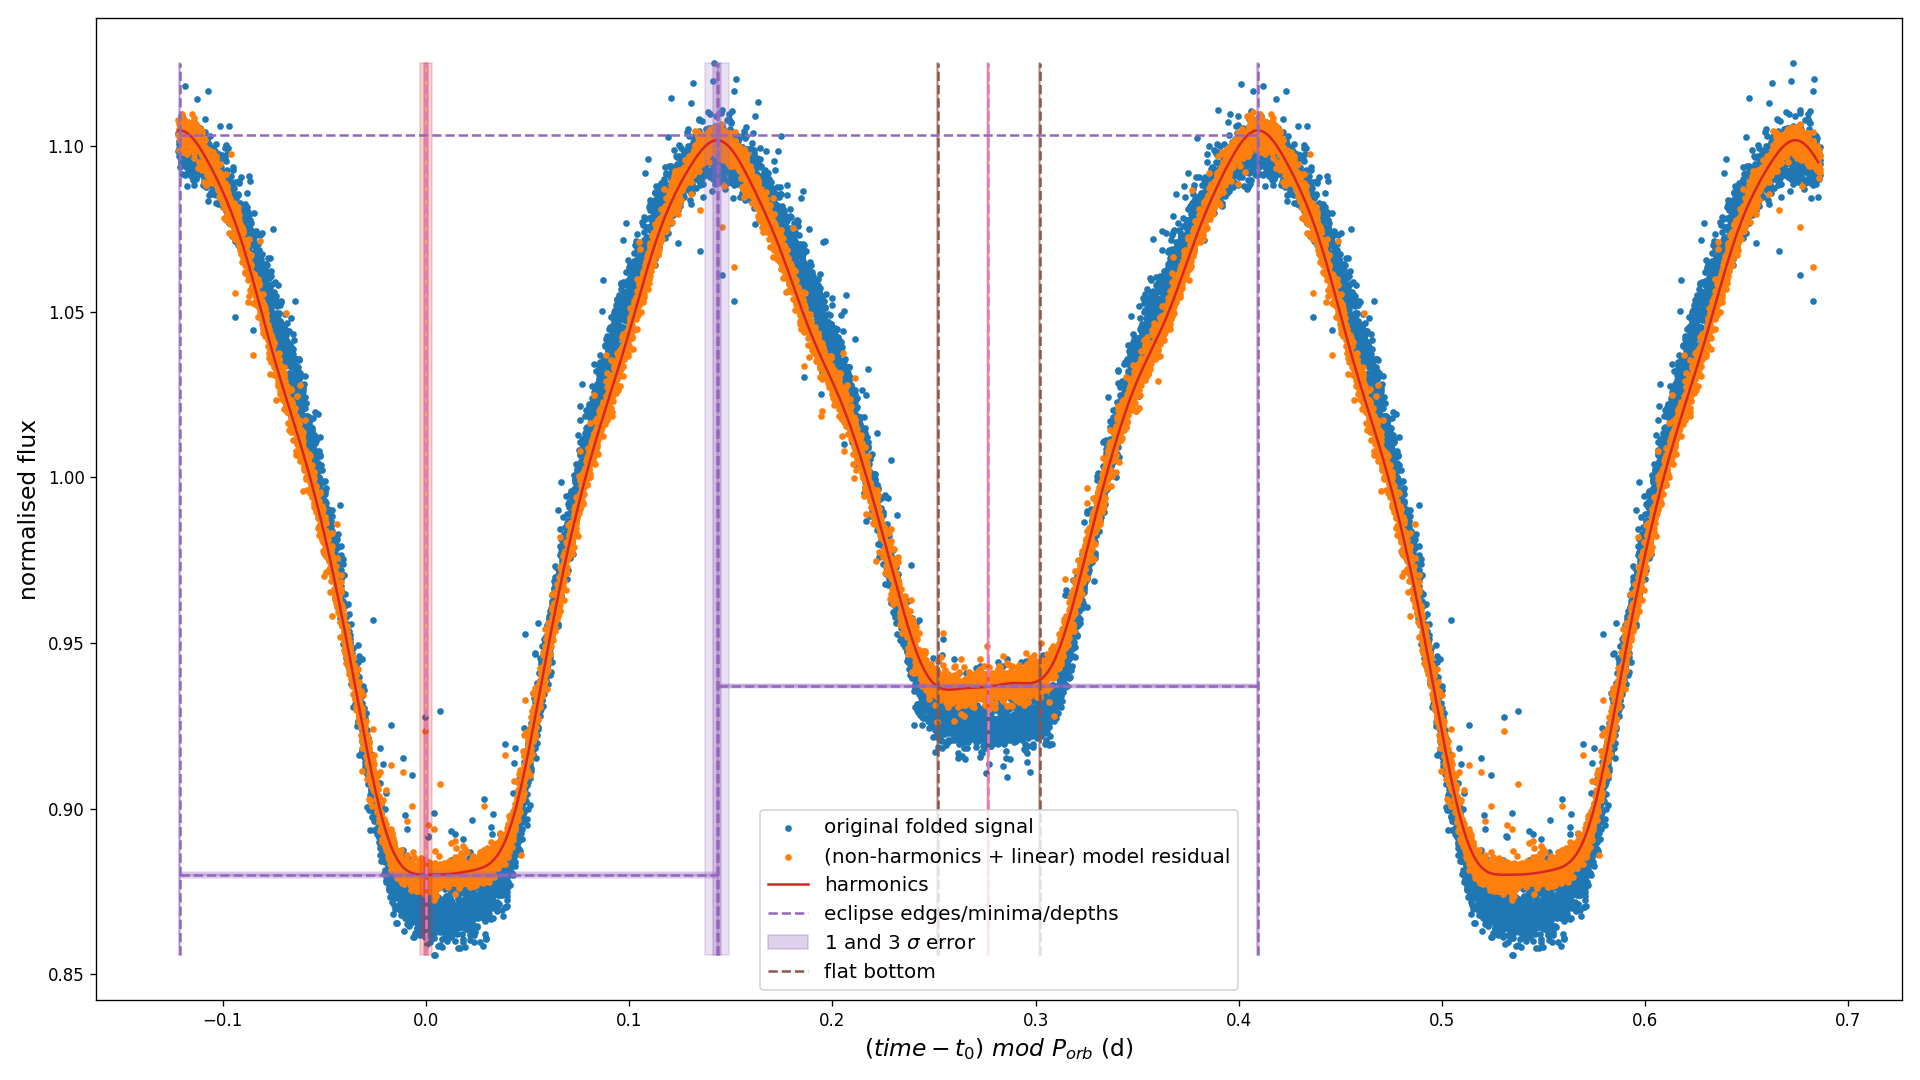 normalised flux
1.10
1.05
1.00
0.95
0.90
0.85
original folded signal
(non-harmonics + linear) model residual
harmonics
eclipse edges/minima/depths
1 and 3 σ error
flat bottom
−0.1 0.0 0.1 0.2 0.3 0.4 0.5 0.6 0.7
(time − t₀) mod P_orb (d)